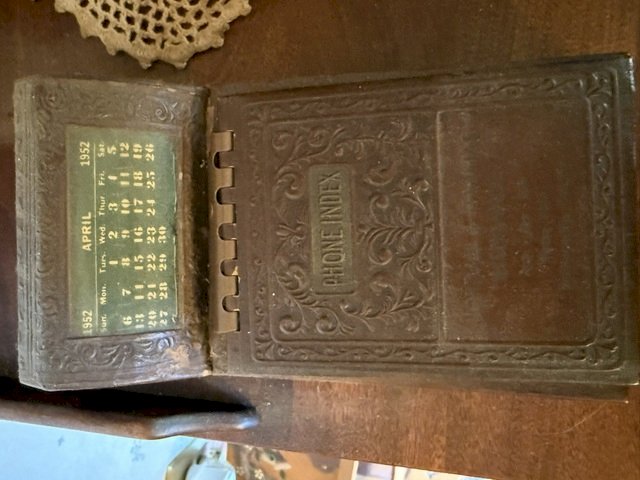 1952 APRIL 1952
Sun. Mon. Tues. Wed. Thur. Fri. Sat.
1 2 3 4 5
6 7 8 9 10 11 12
13 14 15 16 17 18 19
20 21 22 23 24 25 26
27 28 29 30
PHONE INDEX